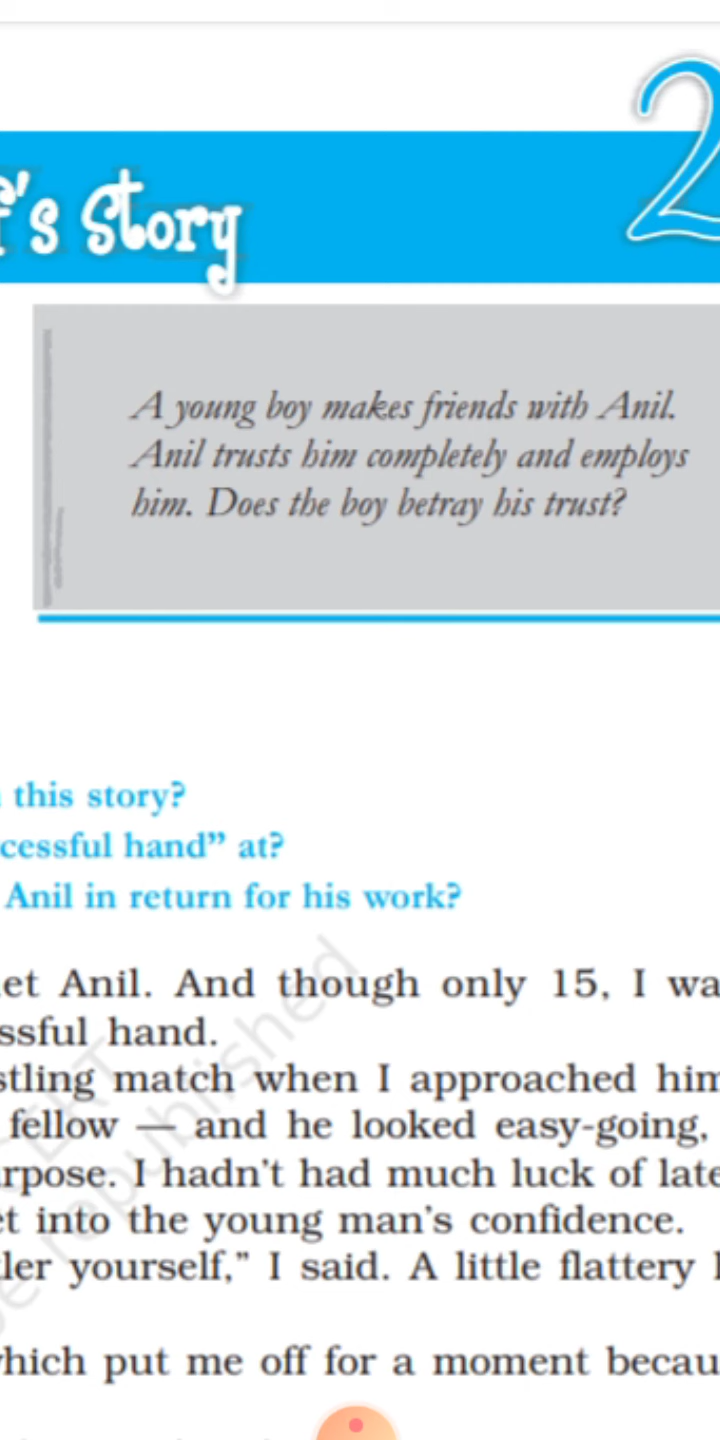 's Story
2
A young boy makes friends with Anil.
Anil trusts him completely and employs
him. Does the boy betray his trust?
this story?
cessful hand” at?
Anil in return for his work?
et Anil. And though only 15, I wa
ssful hand.
stling match when I approached him
fellow — and he looked easy-going,
rpose. I hadn't had much luck of late
et into the young man's confidence.
ler yourself,” I said. A little flattery
which put me off for a moment becau
republished